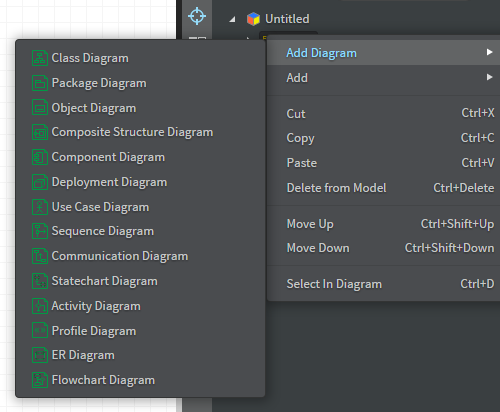 Untitled
Add Diagram
Add
Cut Ctrl+X
Copy Ctrl+C
Paste Ctrl+V
Delete from Model Ctrl+Delete
Move Up Ctrl+Shift+Up
Move Down Ctrl+Shift+Down
Select In Diagram Ctrl+D
Class Diagram
Package Diagram
Object Diagram
Composite Structure Diagram
Component Diagram
Deployment Diagram
Use Case Diagram
Sequence Diagram
Communication Diagram
Statechart Diagram
Activity Diagram
Profile Diagram
ER Diagram
Flowchart Diagram